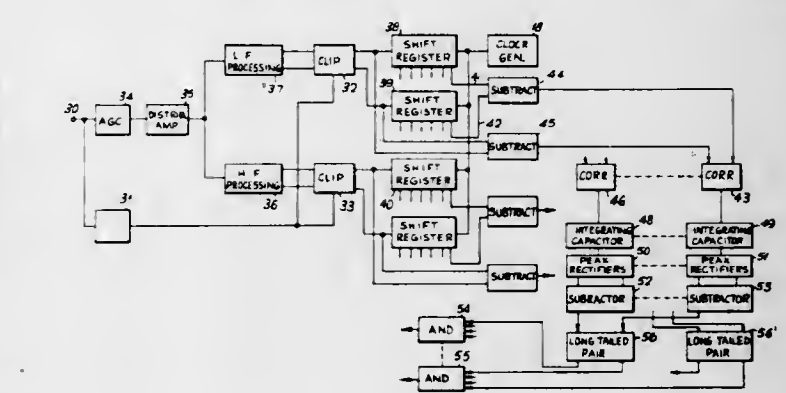 38
SHIFT
REGISTER
18
CLOCK
GEN.
L F
PROCESSING
37
CLIP
32
39
SHIFT
REGISTER
4
SUBTRACT
44
30
34
AGC
35
DISTRIB
AMP
42
SUBTRACT
45
H F
PROCESSING
36
CLIP
33
SHIFT
REGISTER
40
SUBTRACT
CORR
46
CORR
43
31
SHIFT
REGISTER
SUBTRACT
INTEGRATING
CAPACITOR
48
INTEGRATING
CAPACITOR
49
PEAK
RECTIFIERS
50
PEAK
RECTIFIERS
51
SUBRACTOR
52
SUBTRACTOR
53
54
AND
LONG TAILED
PAIR
56
LONG TAILED
PAIR
56'
55
AND